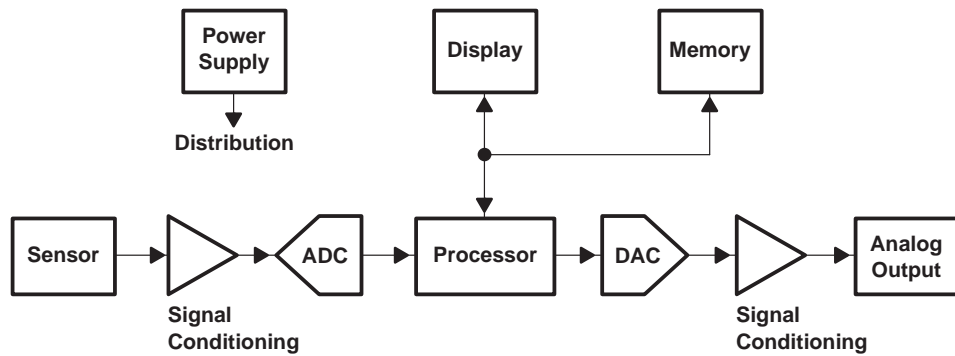 Power
Supply
Display
Memory
Distribution
Sensor
ADC
Processor
DAC
Analog
Output
Signal
Conditioning
Signal
Conditioning